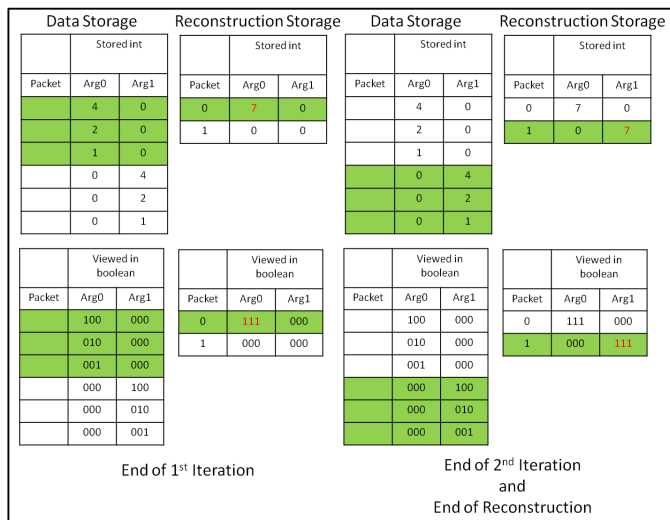 Data Storage Reconstruction Storage Data Storage Reconstruction Storage
Stored int Stored int Stored int Stored int
Packet Arg0 Arg1 Packet Arg0 Arg1 Packet Arg0 Arg1 Packet Arg0 Arg1
4 0 0 7 0 4 0 0 7 0
2 0 1 0 0 2 0 1 0 7
1 0 1 0
0 4 0 4
0 2 0 2
0 1 0 1
Viewed in Viewed in Viewed in Viewed in
boolean boolean boolean boolean
Packet Arg0 Arg1 Packet Arg0 Arg1 Packet Arg0 Arg1 Packet Arg0 Arg1
100 000 0 111 000 100 000 0 111 000
010 000 1 000 000 010 000 1 000 111
001 000 001 000
000 100 000 100
000 010 000 010
000 001 000 001
End of 1st Iteration End of 2nd Iteration
and
End of Reconstruction